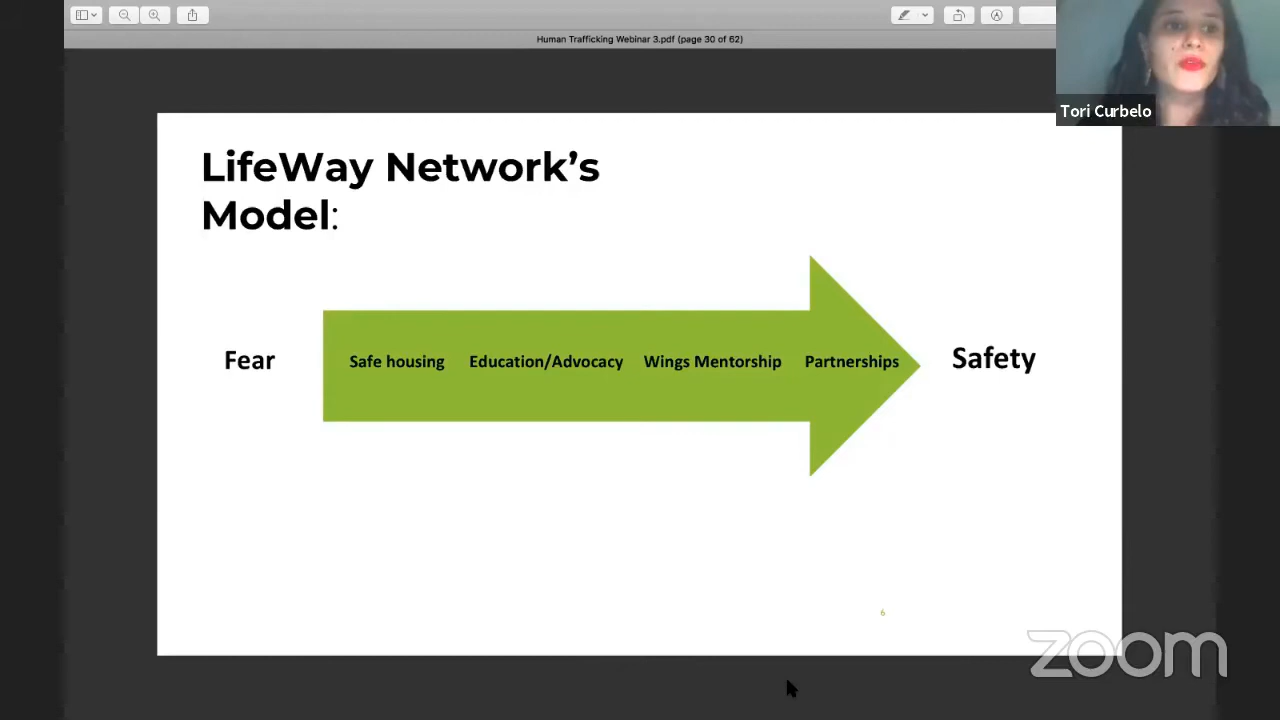 Human Trafficking Webinar 3.pdf (page 30 of 62)
Tori Curbelo
LifeWay Network’s
Model:
Fear
Safe housing Education/Advocacy Wings Mentorship Partnerships
Safety
6
zoom